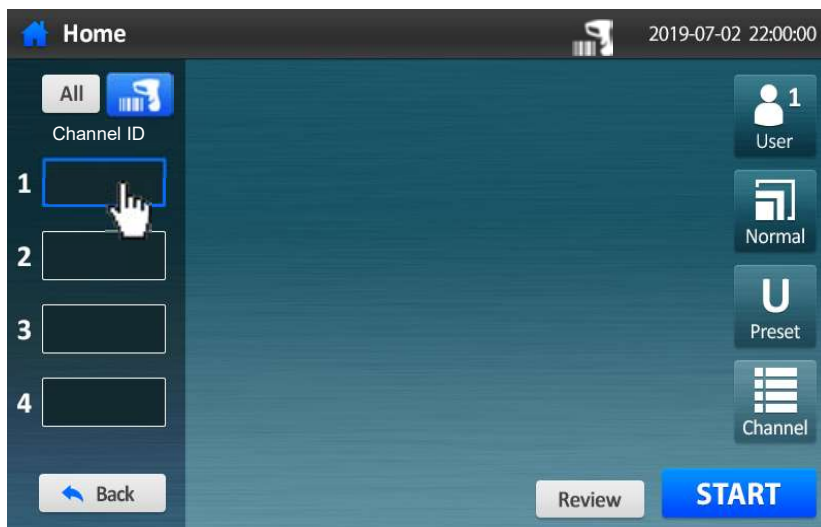 Home
2019-07-02 22:00:00
All
Channel ID
1
2
3
4
Back
1
User
Normal
U
Preset
Channel
Review
START